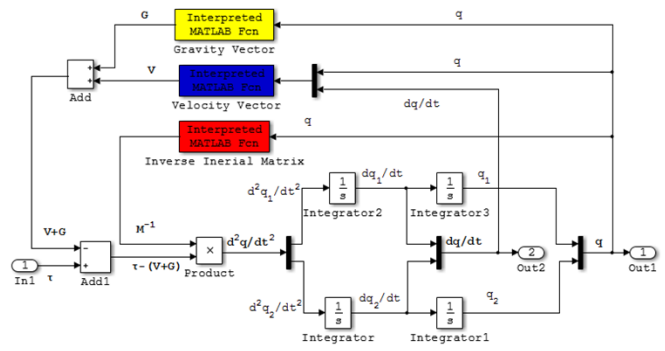 G
Interpreted
MATLAB Fcn
Gravity Vector
q
+
+
Add
V
Interpreted
MATLAB Fcn
Velocity Vector
q
dq/dt
Interpreted
MATLAB Fcn
Inverse Inerial Matrix
q
d²q₁/dt²
1
s
Integrator2
dq₁/dt
1
s
Integrator3
q₁
V+G
M⁻¹
1
In1
τ
−
+
Add1
τ-(V+G)
×
Product
d²q/dt²
dq/dt
2
Out2
q
1
Out1
d²q₂/dt²
1
s
Integrator
dq₂/dt
1
s
Integrator1
q₂